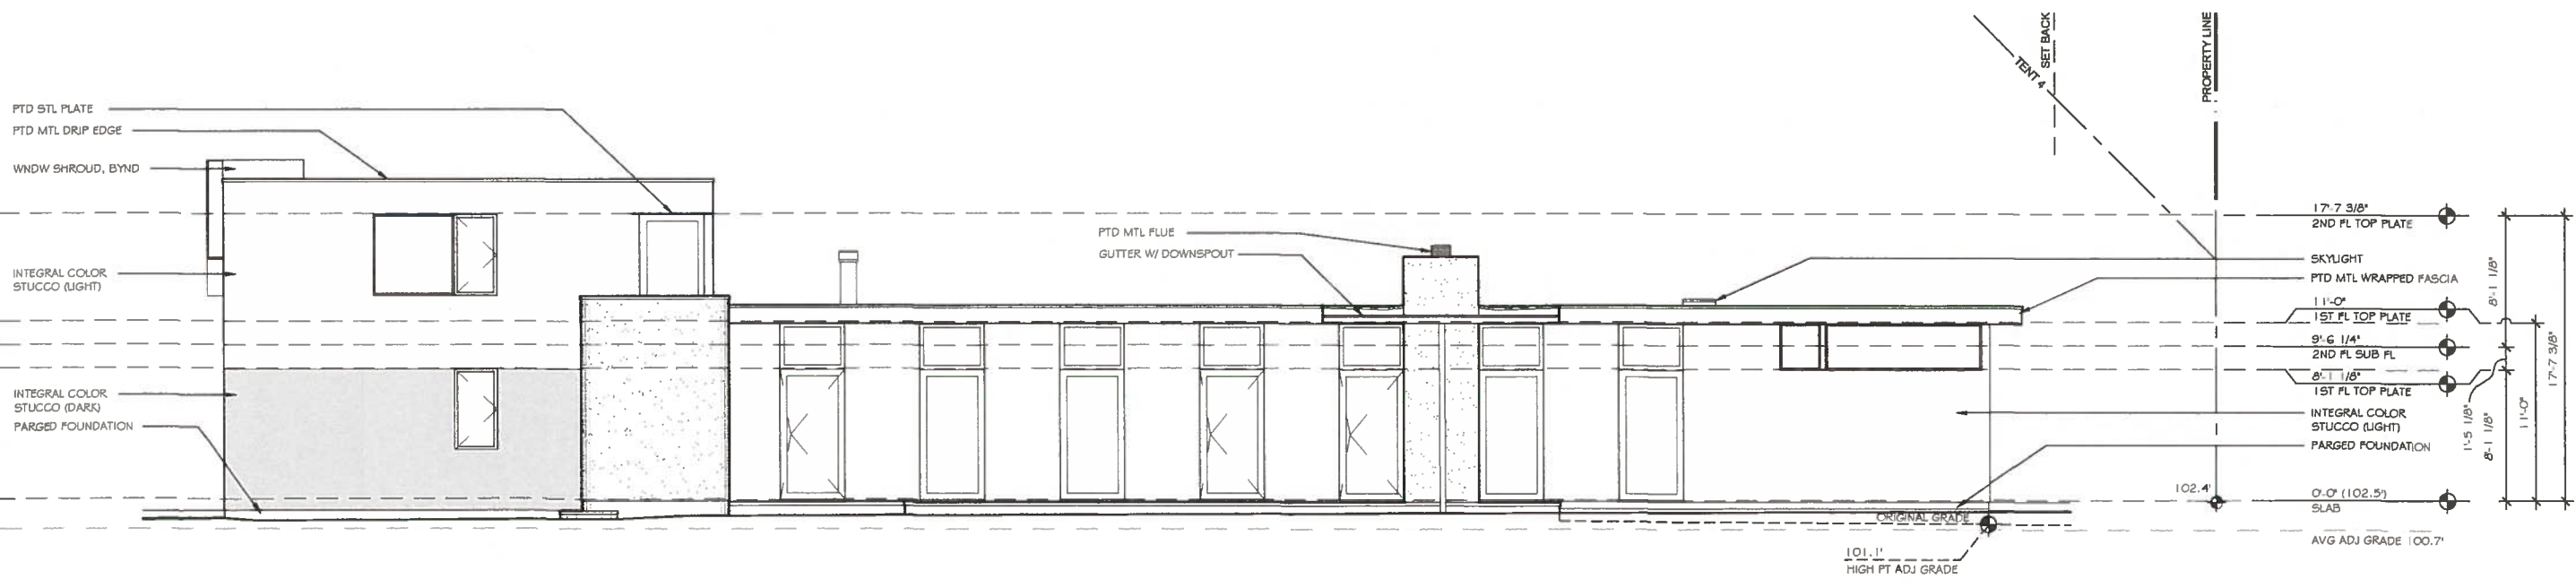 PTD STL PLATE
PTD MTL DRIP EDGE
WNDW SHROUD, BYND
INTEGRAL COLOR
STUCCO (LIGHT)
INTEGRAL COLOR
STUCCO (DARK)
PARGED FOUNDATION
PTD MTL FLUE
GUTTER W/ DOWNSPOUT
TENT 4
SET BACK
PROPERTY LINE
17'-7 3/8"
2ND FL TOP PLATE
SKYLIGHT
PTD MTL WRAPPED FASCIA
11'-0"
1ST FL TOP PLATE
9'-6 1/4"
2ND FL SUB FL
8'-1 1/8"
1ST FL TOP PLATE
INTEGRAL COLOR
STUCCO (LIGHT)
PARGED FOUNDATION
102.4'
0'-0" (102.5')
SLAB
ORIGINAL GRADE
AVG ADJ GRADE 100.7'
101.1'
HIGH PT ADJ GRADE
8'-1 1/8"
1'-5 1/8"
8'-1 1/8"
11'-0"
17'-7 3/8"